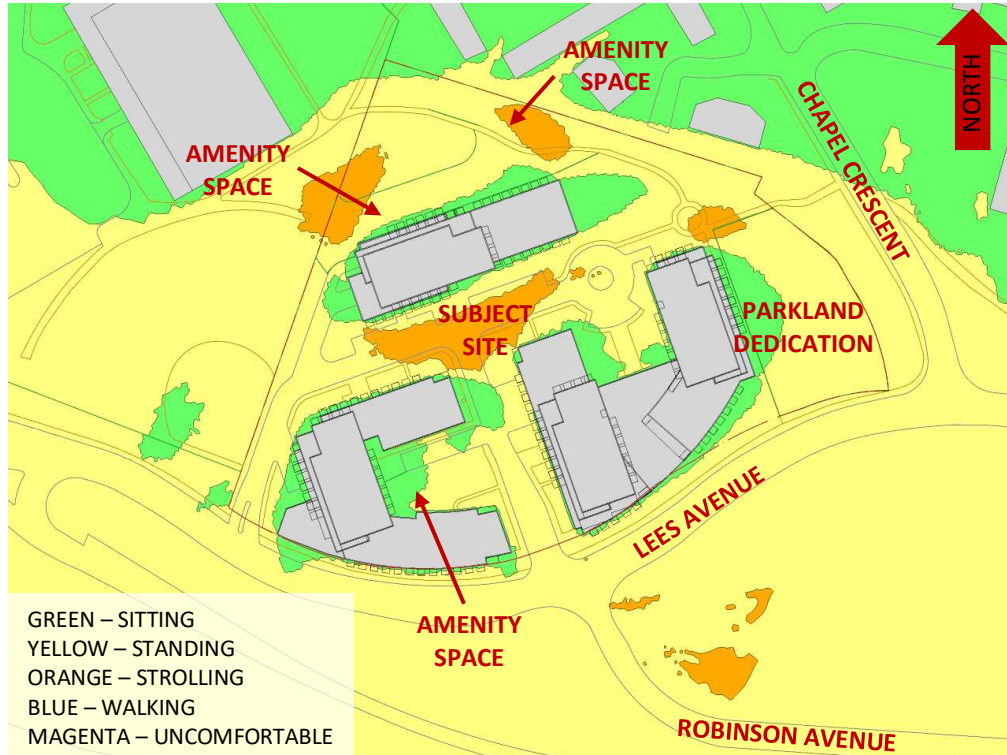 AMENITY
SPACE
NORTH
CHAPEL CRESCENT
AMENITY
SPACE
SUBJECT
SITE
PARKLAND
DEDICATION
LEES AVENUE
AMENITY
SPACE
GREEN – SITTING
YELLOW – STANDING
ORANGE – STROLLING
BLUE – WALKING
MAGENTA – UNCOMFORTABLE
ROBINSON AVENUE